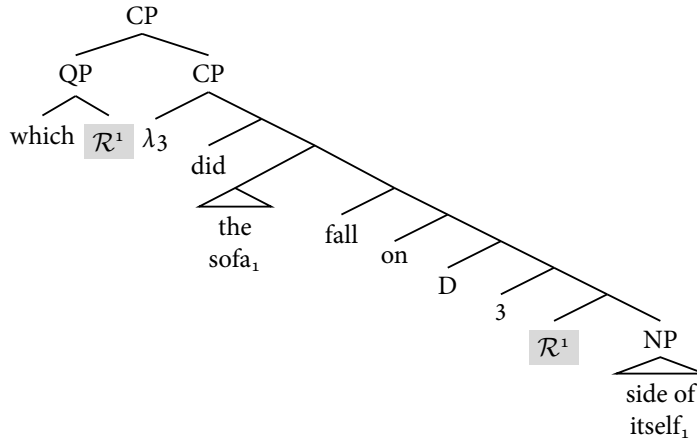 CP
QP CP
which ℛ¹ λ3
did
the
sofa₁
fall
on
D
3
ℛ¹ NP
side of
itself₁